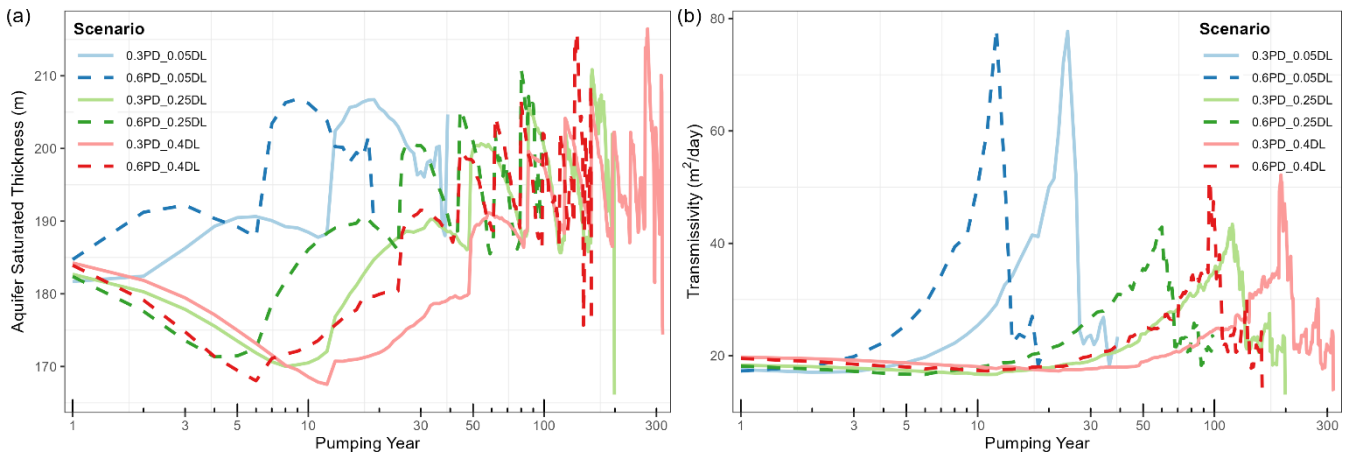 (a)
Scenario
0.3PD_0.05DL
0.6PD_0.05DL
0.3PD_0.25DL
0.6PD_0.25DL
0.3PD_0.4DL
0.6PD_0.4DL
Aquifer Saturated Thickness (m)
210
200
190
180
170
1
3
5
10
30
50
100
300
Pumping Year
(b)
Scenario
0.3PD_0.05DL
0.6PD_0.05DL
0.3PD_0.25DL
0.6PD_0.25DL
0.3PD_0.4DL
0.6PD_0.4DL
Transmissivity (m²/day)
80
60
40
20
1
3
5
10
30
50
100
300
Pumping Year